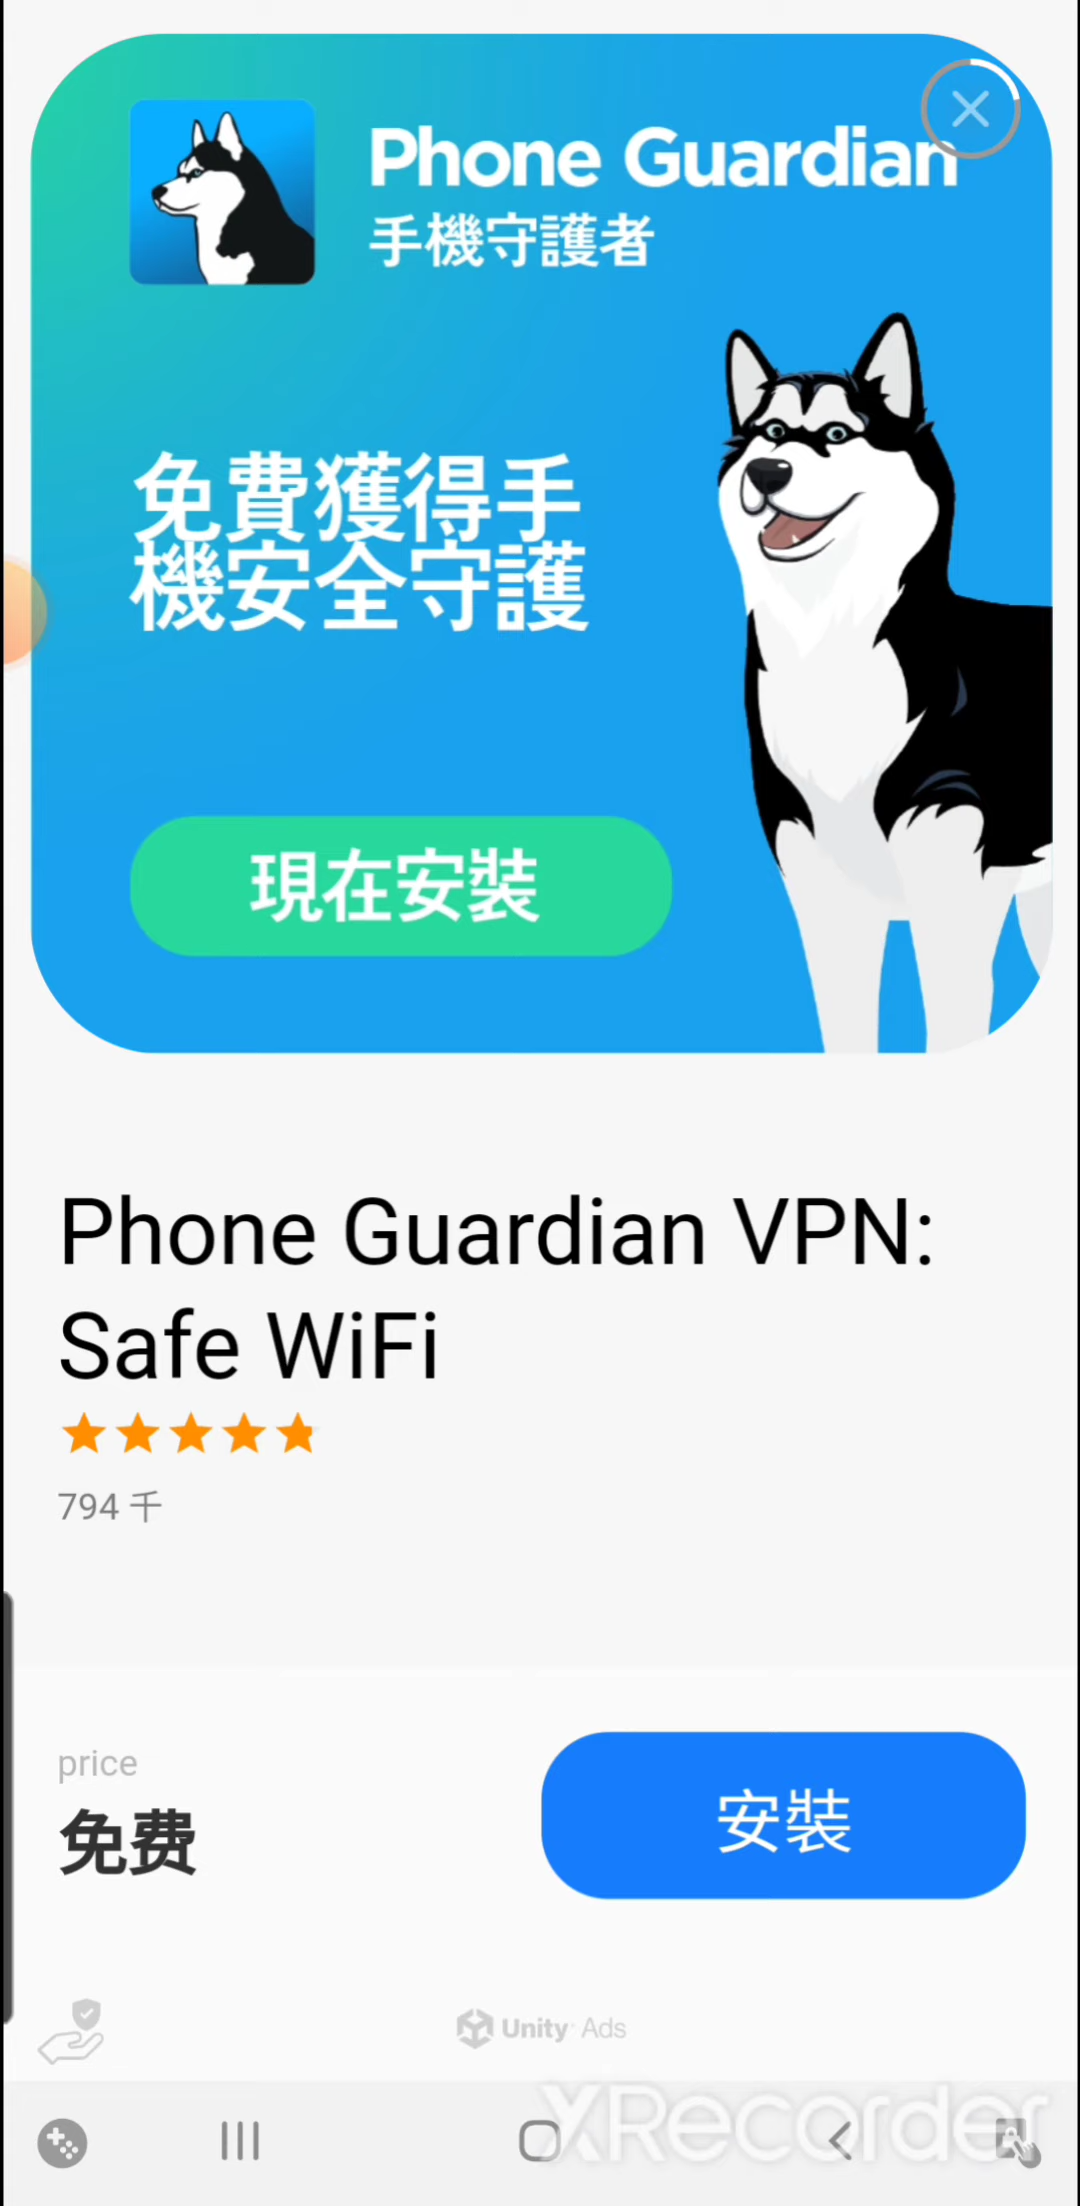 Phone Guardian
手機守護者
免費獲得手
機安全守護
現在安裝
Phone Guardian VPN:
Safe WiFi
794 千
price
免费
安裝
Unity Ads
XRecorder